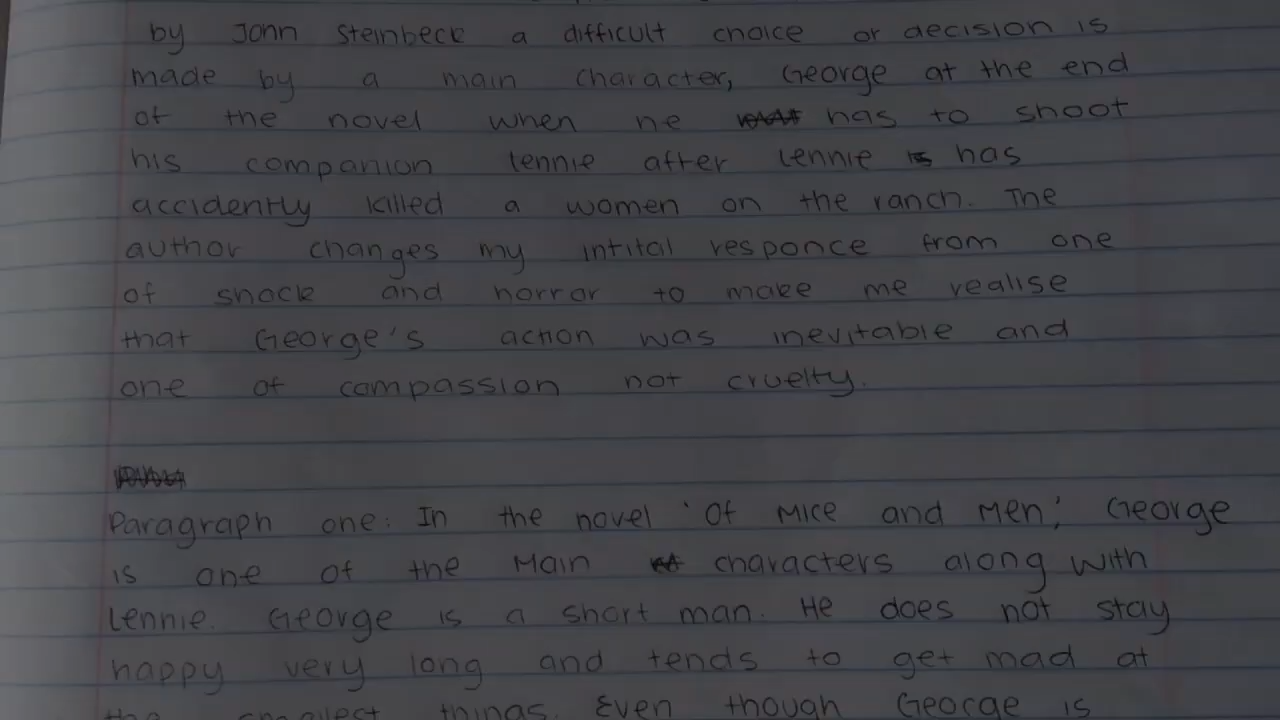 by John Steinbeck a difficult choice or decision is
made by a main character, George at the end
of the novel when he has to shoot
his companion lennie after Lennie has
accidently killed a women on the ranch. The
author changes my intital responce from one
of shock and horror to make me realise
that George's action was inevitable and
one of compassion not cruelty.
Paragraph one: In the novel 'Of Mice and Men,' George
is one of the Main characters along with
Lennie. George is a short man. He does not stay
happy very long and tends to get mad at
the smallest things. Even though George is